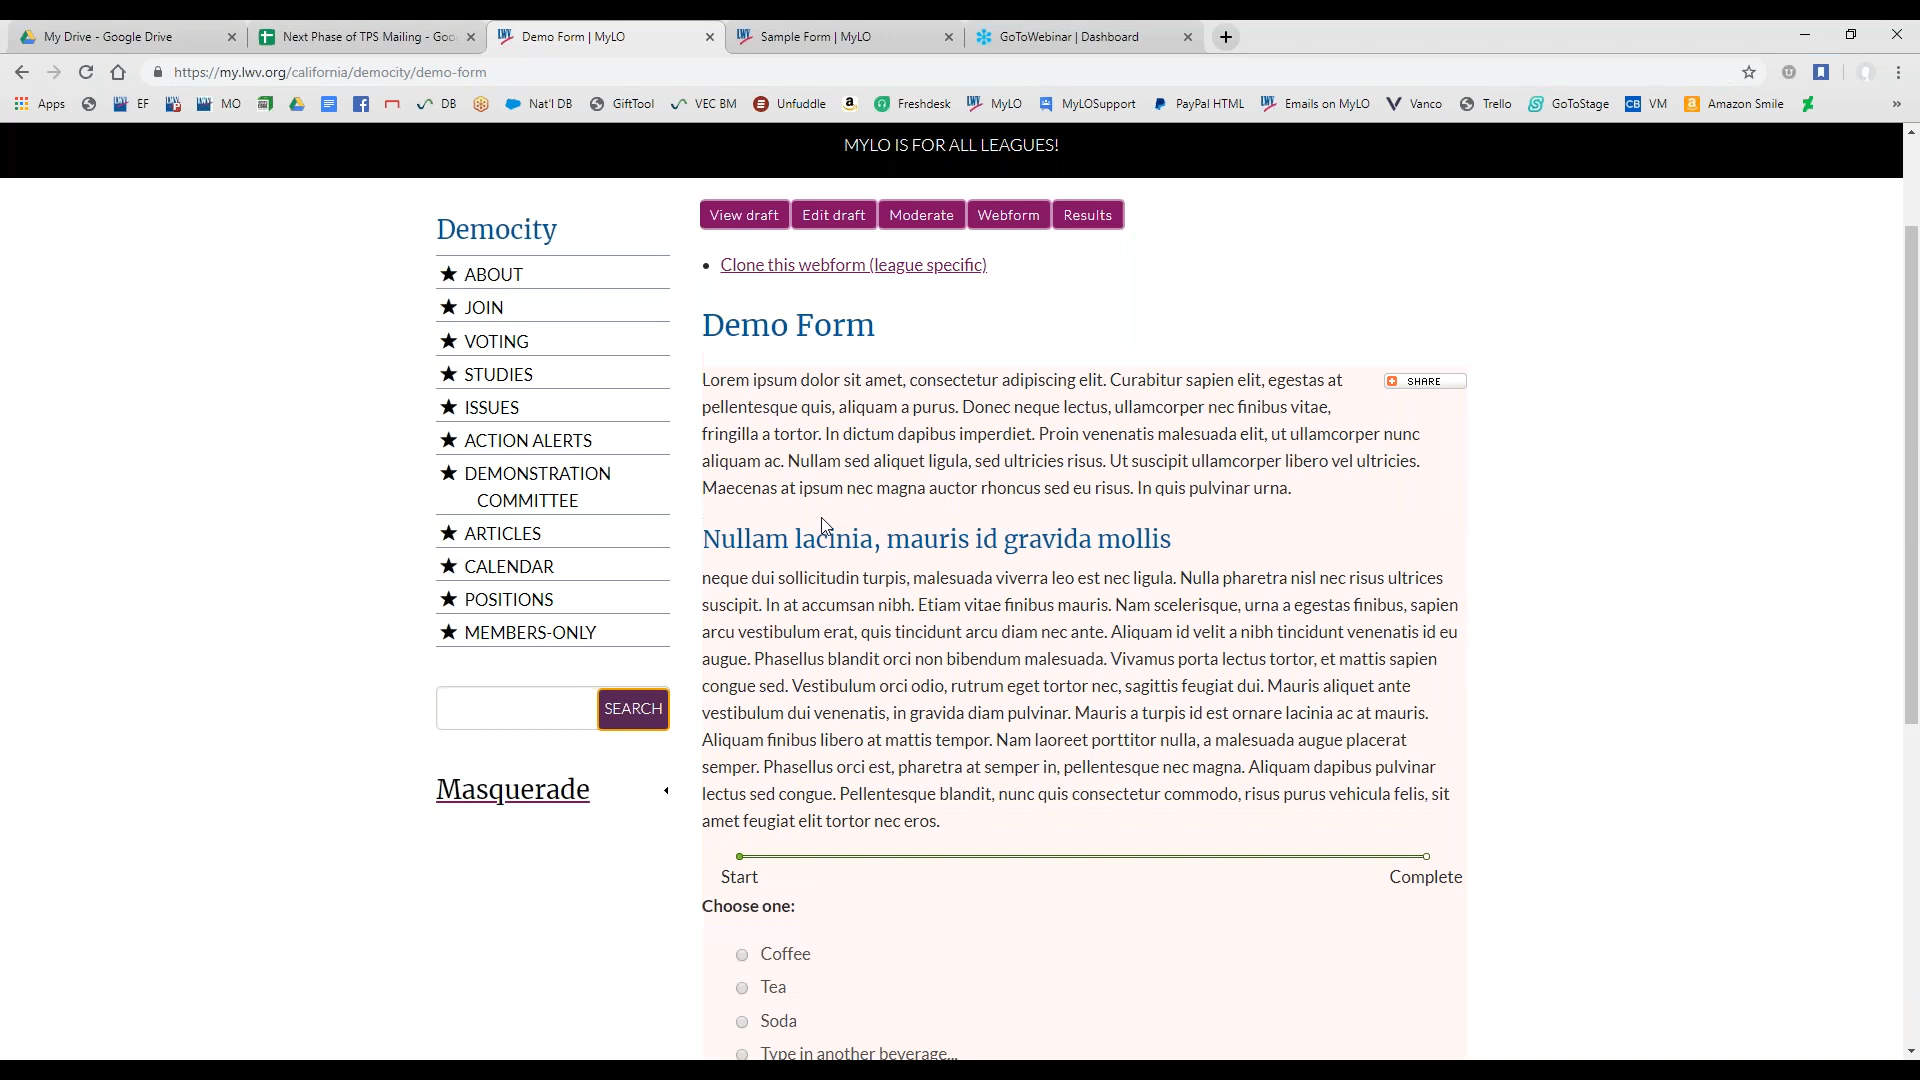 My Drive - Google Drive
Next Phase of TPS Mailing - Goo
Demo Form | MyLO
Sample Form | MyLO
GoToWebinar | Dashboard
https://my.lwv.org/california/democity/demo-form
Apps EF MO DB Nat'l DB GiftTool VEC BM Unfuddle Freshdesk MyLO MyLOSupport PayPal HTML Emails on MyLO Vanco Trello GoToStage VM Amazon Smile
MYLO IS FOR ALL LEAGUES!
Democity
ABOUT
JOIN
VOTING
STUDIES
ISSUES
ACTION ALERTS
DEMONSTRATION
COMMITTEE
ARTICLES
CALENDAR
POSITIONS
MEMBERS-ONLY
SEARCH
Masquerade
View draft Edit draft Moderate Webform Results
Clone this webform (league specific)
Demo Form
SHARE
Lorem ipsum dolor sit amet, consectetur adipiscing elit. Curabitur sapien elit, egestas at
pellentesque quis, aliquam a purus. Donec neque lectus, ullamcorper nec finibus vitae,
fringilla a tortor. In dictum dapibus imperdiet. Proin venenatis malesuada elit, ut ullamcorper nunc
aliquam ac. Nullam sed aliquet ligula, sed ultricies risus. Ut suscipit ullamcorper libero vel ultricies.
Maecenas at ipsum nec magna auctor rhoncus sed eu risus. In quis pulvinar urna.
Nullam lacinia, mauris id gravida mollis
neque dui sollicitudin turpis, malesuada viverra leo est nec ligula. Nulla pharetra nisl nec risus ultrices
suscipit. In at accumsan nibh. Etiam vitae finibus mauris. Nam scelerisque, urna a egestas finibus, sapien
arcu vestibulum erat, quis tincidunt arcu diam nec ante. Aliquam id velit a nibh tincidunt venenatis id eu
augue. Phasellus blandit orci non bibendum malesuada. Vivamus porta lectus tortor, et mattis sapien
congue sed. Vestibulum orci odio, rutrum eget tortor nec, sagittis feugiat dui. Mauris aliquet ante
vestibulum dui venenatis, in gravida diam pulvinar. Mauris a turpis id est ornare lacinia ac at mauris.
Aliquam finibus libero at mattis tempor. Nam laoreet porttitor nulla, a malesuada augue placerat
semper. Phasellus orci est, pharetra at semper in, pellentesque nec magna. Aliquam dapibus pulvinar
lectus sed congue. Pellentesque blandit, nunc quis consectetur commodo, risus purus vehicula felis, sit
amet feugiat elit tortor nec eros.
Start Complete
Choose one:
Coffee
Tea
Soda
Type in another beverage...